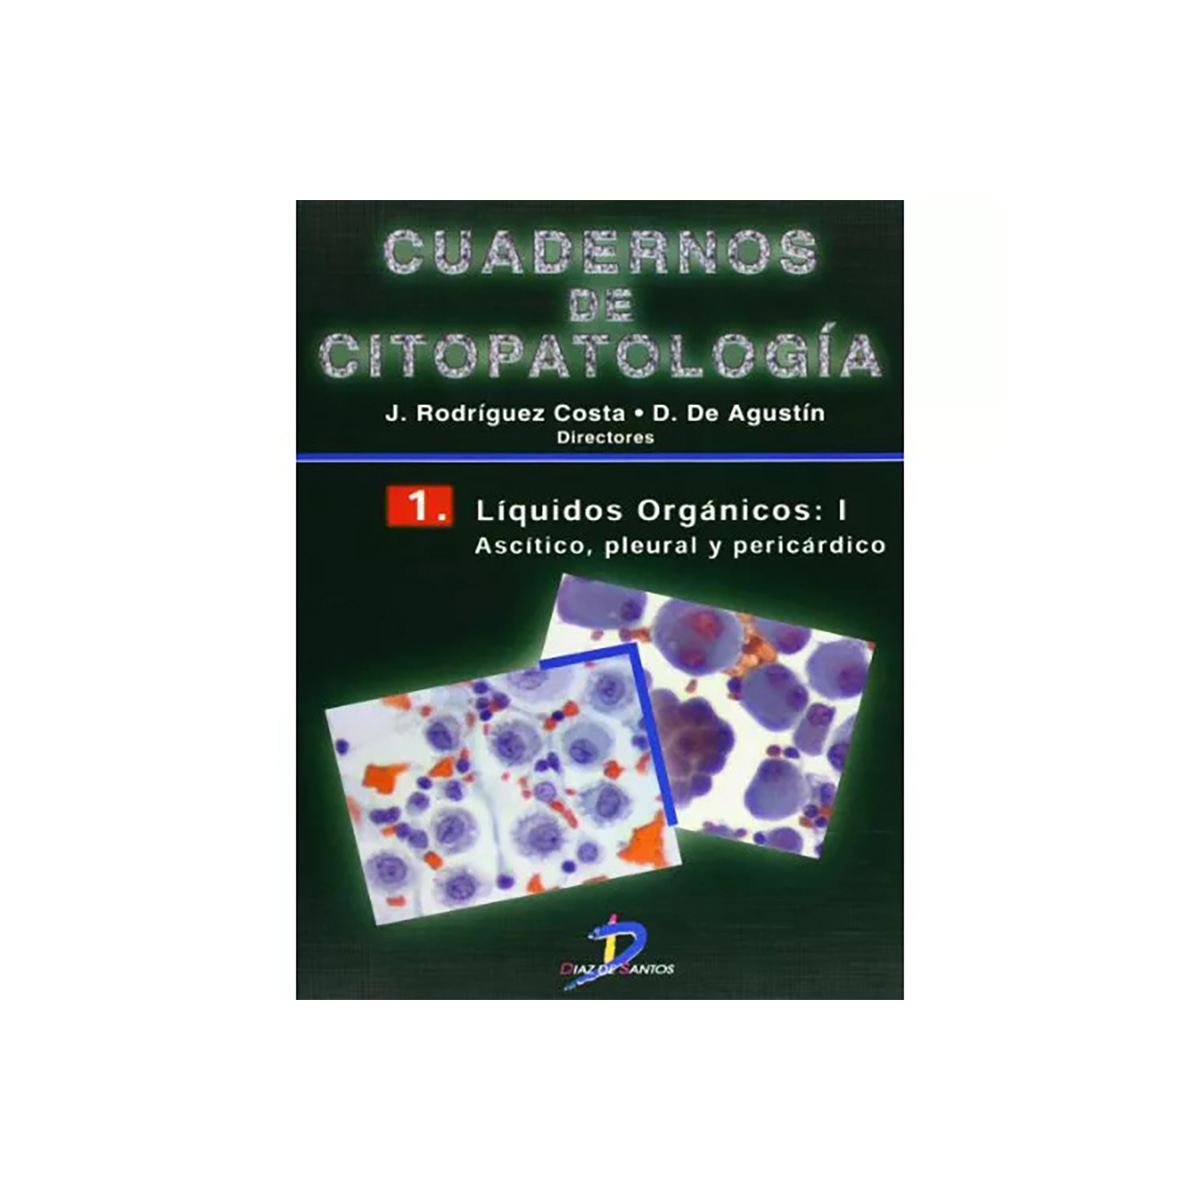 CUADERNOS
DE
CITOPATOLOGÍA
J. Rodríguez Costa • D. De Agustín
Directores
1. Líquidos Orgánicos: I
Ascítico, pleural y pericárdico
DIAZ DE SANTOS